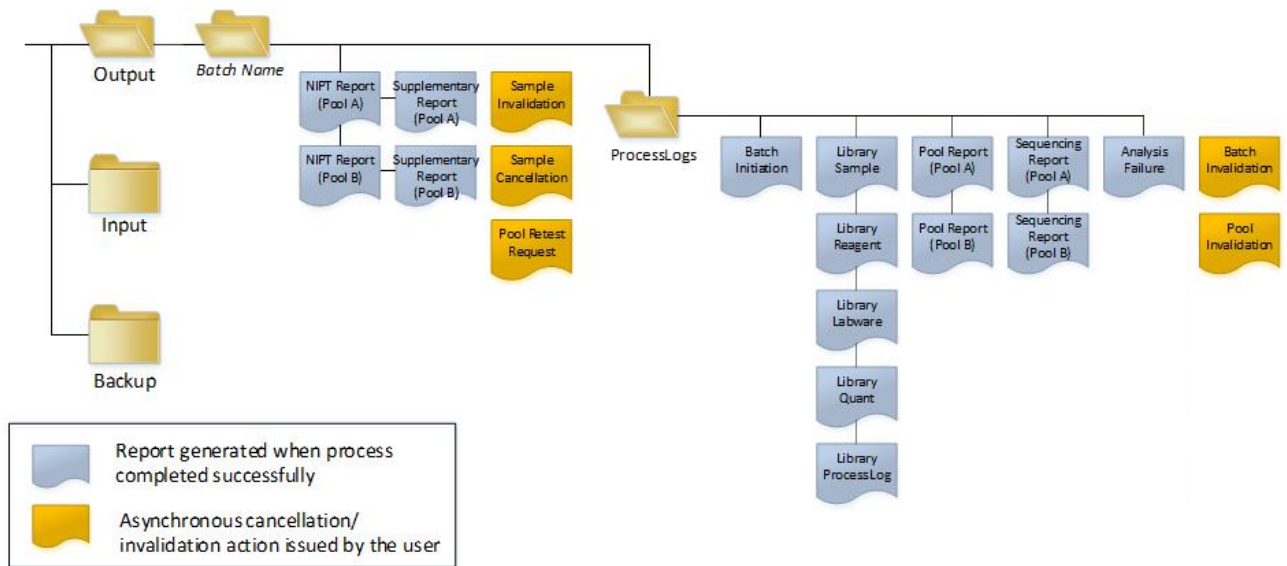 Output
Batch Name
NIPT Report
(Pool A)
Supplementary
Report
(Pool A)
Sample
Invalidation
NIPT Report
(Pool B)
Supplementary
Report
(Pool B)
Sample
Cancellation
Pool Retest
Request
ProcessLogs
Batch
Initiation
Library
Sample
Pool Report
(Pool A)
Sequencing
Report
(Pool A)
Analysis
Failure
Batch
Invalidation
Library
Reagent
Pool Report
(Pool B)
Sequencing
Report
(Pool B)
Pool
Invalidation
Library
Labware
Library
Quant
Library
ProcessLog
Input
Backup
Report generated when process
completed successfully
Asynchronous cancellation/
invalidation action issued by the user